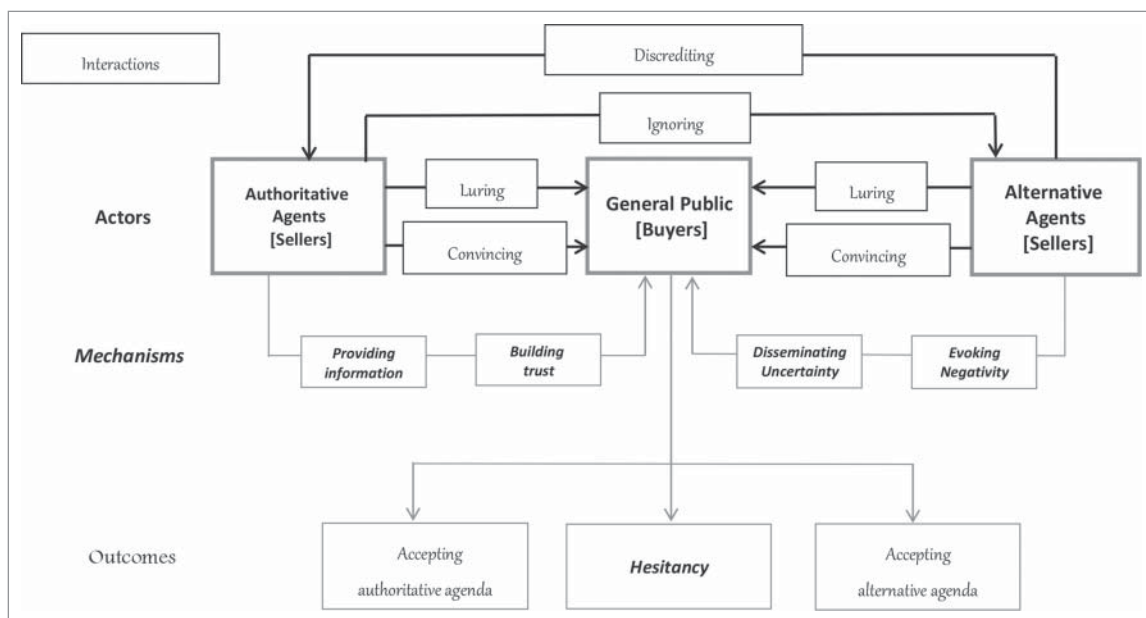 Interactions
Discrediting
Ignoring
Actors
Authoritative
Agents
[Sellers]
Luring
Convincing
General Public
[Buyers]
Luring
Convincing
Alternative
Agents
[Sellers]
Mechanisms
Providing
information
Building
trust
Disseminating
Uncertainty
Evoking
Negativity
Outcomes
Accepting
authoritative agenda
Hesitancy
Accepting
alternative agenda